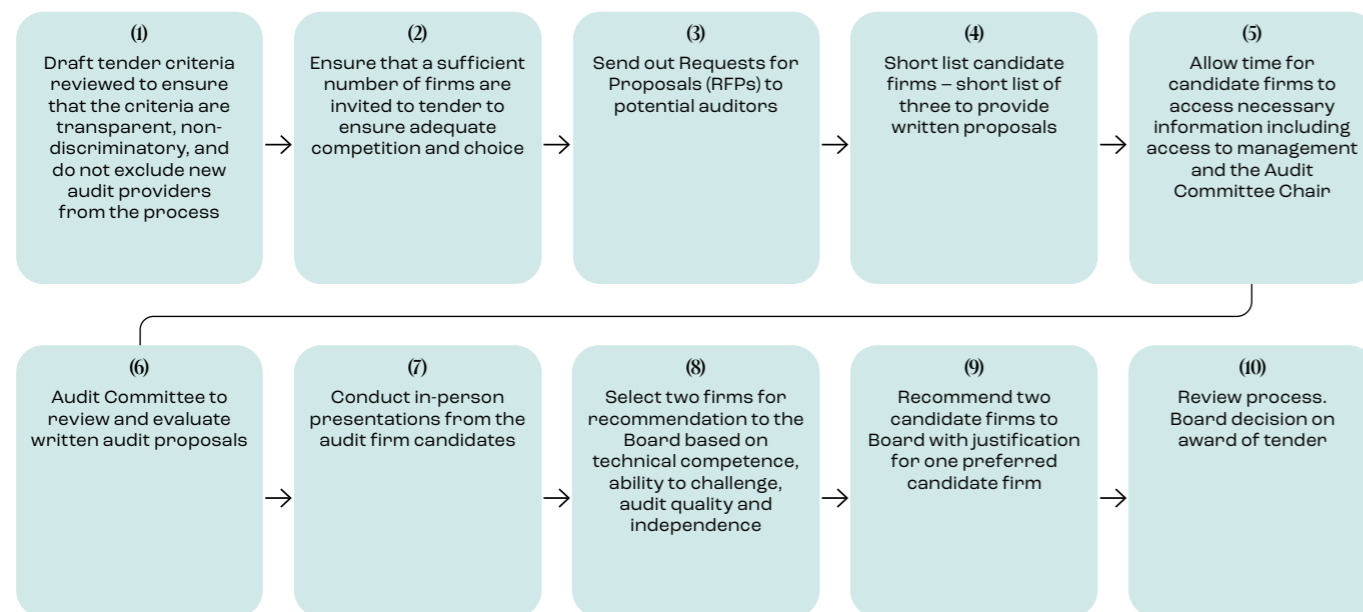 (1)
Draft tender criteria
reviewed to ensure
that the criteria are
transparent, non-
discriminatory, and
do not exclude new
audit providers
from the process
(2)
Ensure that a sufficient
number of firms are
invited to tender to
ensure adequate
competition and choice
(3)
Send out Requests for
Proposals (RFPs) to
potential auditors
(4)
Short list candidate
firms – short list of
three to provide
written proposals
(5)
Allow time for
candidate firms to
access necessary
information including
access to management
and the Audit
Committee Chair
(6)
Audit Committee to
review and evaluate
written audit proposals
(7)
Conduct in-person
presentations from the
audit firm candidates
(8)
Select two firms for
recommendation to the
Board based on
technical competence,
ability to challenge,
audit quality and
independence
(9)
Recommend two
candidate firms to
Board with justification
for one preferred
candidate firm
(10)
Review process.
Board decision on
award of tender